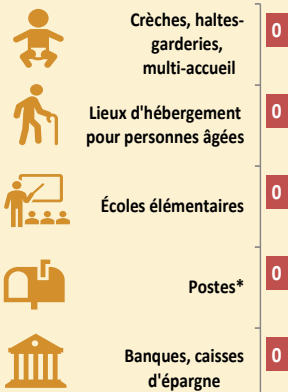 Crèches, haltes-
garderies,
multi-accueil
0
Lieux d'hébergement
pour personnes âgées
0
Écoles élémentaires
0
Postes*
0
Banques, caisses
d'épargne
0